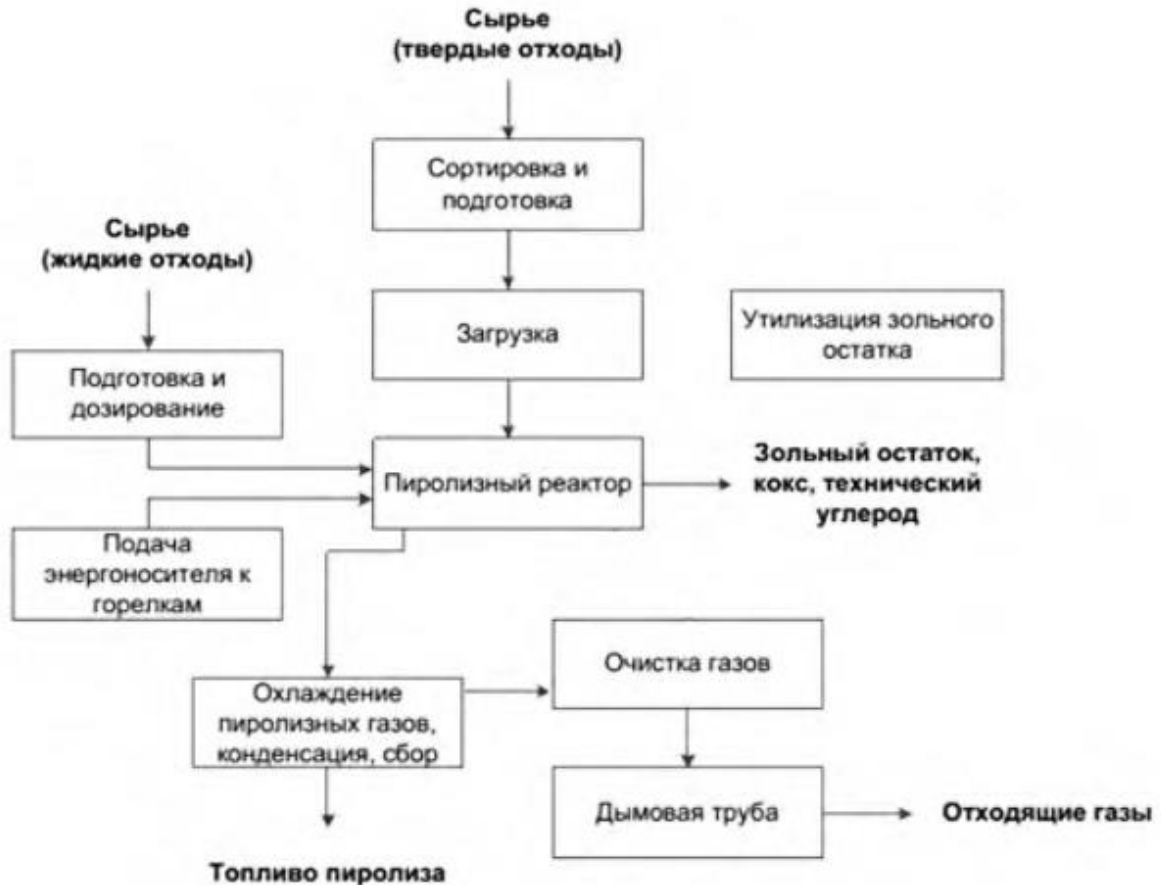 Сырье
(твердые отходы)
Сортировка и
подготовка
Сырье
(жидкие отходы)
Загрузка
Утилизация зольного
остатка
Подготовка и
дозирование
Пиролизный реактор
Зольный остаток,
кокс, технический
углерод
Подача
энергоносителя к
горелкам
Очистка газов
Охлаждение
пиролизных газов,
конденсация, сбор
Дымовая труба
Отходящие газы
Топливо пиролиза